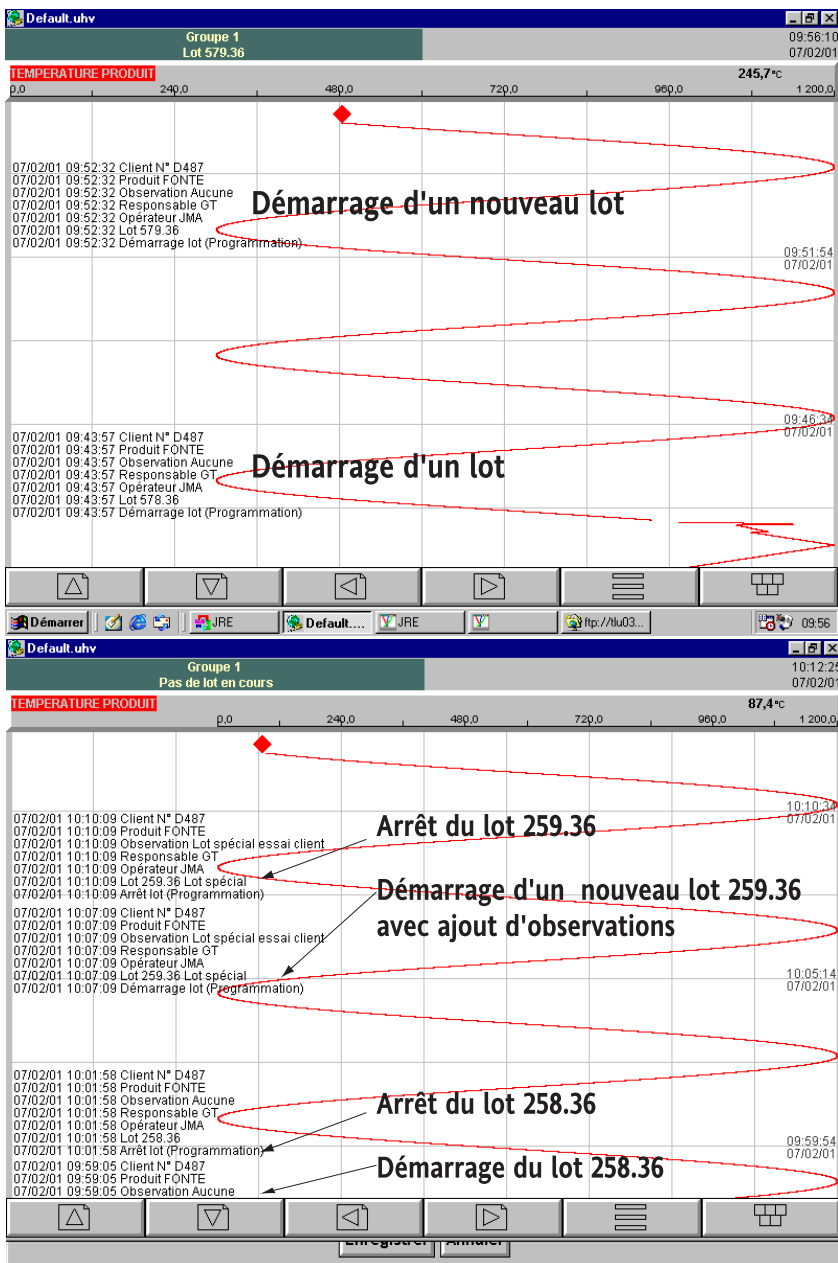 Default.uhv
Groupe 1
Lot 579.36
09:56:10
07/02/01
TEMPERATURE PRODUIT
245,7°C
0,0 240,0 480,0 720,0 960,0 1 200,0
07/02/01 09:52:32 Client N° D487
07/02/01 09:52:32 Produit FONTE
07/02/01 09:52:32 Observation Aucune
07/02/01 09:52:32 Responsable GT
07/02/01 09:52:32 Opérateur JMA
07/02/01 09:52:32 Lot 579.36
07/02/01 09:52:32 Démarrage lot (Programmation)
Démarrage d'un nouveau lot
09:51:54
07/02/01
09:46:34
07/02/01
07/02/01 09:43:57 Client N° D487
07/02/01 09:43:57 Produit FONTE
07/02/01 09:43:57 Observation Aucune
07/02/01 09:43:57 Responsable GT
07/02/01 09:43:57 Opérateur JMA
07/02/01 09:43:57 Lot 578.36
07/02/01 09:43:57 Démarrage lot (Programmation)
Démarrage d'un lot
Démarrer JRE Default.... JRE ftp://tlu03... 09:56
Default.uhv
Groupe 1
Pas de lot en cours
10:12:25
07/02/01
TEMPERATURE PRODUIT
87,4°C
0,0 240,0 480,0 720,0 960,0 1 200,0
10:10:34
07/02/01
07/02/01 10:10:09 Client N° D487
07/02/01 10:10:09 Produit FONTE
07/02/01 10:10:09 Observation Lot spécial essai client
07/02/01 10:10:09 Responsable GT
07/02/01 10:10:09 Opérateur JMA
07/02/01 10:10:09 Lot 259.36 Lot spécial
07/02/01 10:10:09 Arrêt lot (Programmation)
Arrêt du lot 259.36
07/02/01 10:07:09 Client N° D487
07/02/01 10:07:09 Produit FONTE
07/02/01 10:07:09 Observation Lot spécial essai client
07/02/01 10:07:09 Responsable GT
07/02/01 10:07:09 Opérateur JMA
07/02/01 10:07:09 Lot 259.36 Lot spécial
07/02/01 10:07:09 Démarrage lot (Programmation)
Démarrage d'un nouveau lot 259.36
avec ajout d'observations
10:05:14
07/02/01
07/02/01 10:01:58 Client N° D487
07/02/01 10:01:58 Produit FONTE
07/02/01 10:01:58 Observation Aucune
07/02/01 10:01:58 Responsable GT
07/02/01 10:01:58 Opérateur JMA
07/02/01 10:01:58 Lot 258.36
07/02/01 10:01:58 Arrêt lot (Programmation)
Arrêt du lot 258.36
09:59:54
07/02/01
07/02/01 09:59:05 Client N° D487
07/02/01 09:59:05 Produit FONTE
07/02/01 09:59:05 Observation Aucune
Démarrage du lot 258.36
Enregistrer Annuler